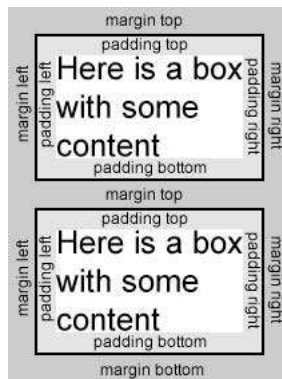 margin top
padding top
margin left
padding left
Here is a box
with some
content
padding right
margin right
padding bottom
margin top
padding top
margin left
padding left
Here is a box
with some
content
padding right
margin right
padding bottom
margin bottom